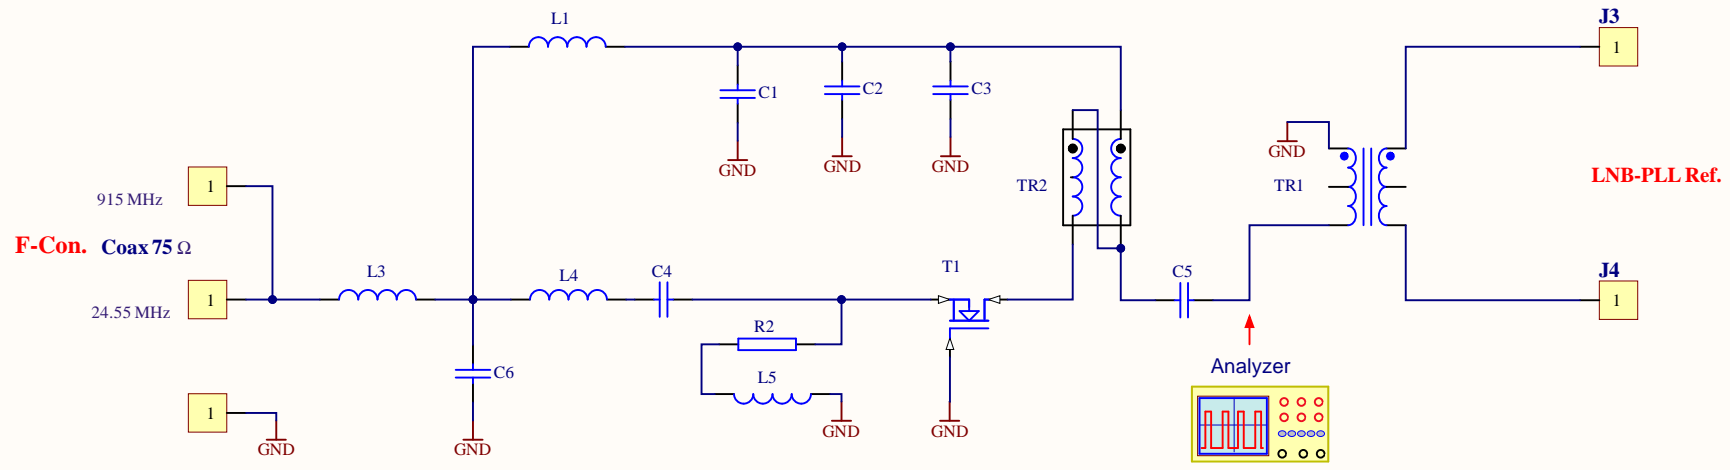 L1
J3
1
C1
C2
C3
GND
GND
GND
GND
TR2
TR1
LNB-PLL Ref.
1
915 MHz
F-Con. Coax 75 Ω
L3
L4
C4
T1
C5
J4
1
24.55 MHz
1
R2
L5
C6
Analyzer
1
GND
GND
GND
GND